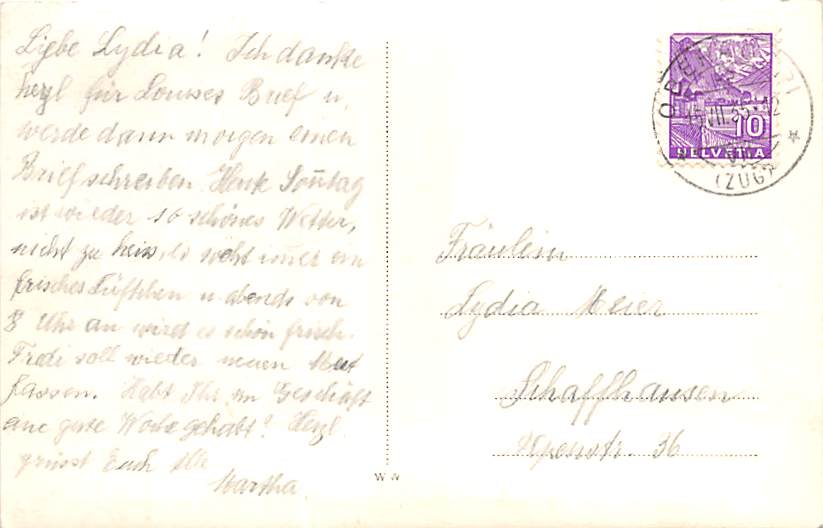 Liebe Lydia! Ich danke
herzl für Louises Brief u.
werde dann morgen einen
Brief schreiben. Heute Sonntag
ist wieder so schönes Wetter,
nicht zu heiss, es weht immer ein
frisches Lüftchen u. abends von
8 Uhr an wird es schön frisch.
Fredi soll wieder neuen Mut
fassen. Habt Ihr im Geschäft
eine gute Woche gehabt? Herzl.
grüsst Euch Alle
Martha.
10
HELVETIA
(ZUG)
Fräulein
Lydia Meier
Schaffhausen
36
W N